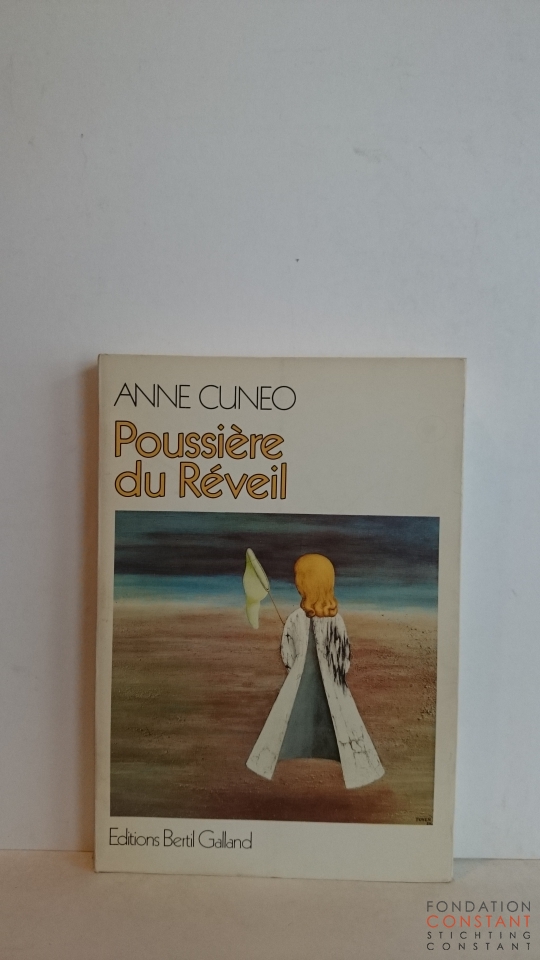 ANNE CUNEO
Poussière
du Réveil
Editions Bertil Galland
FONDATION
CONSTANT
STICHTING
CONSTANT